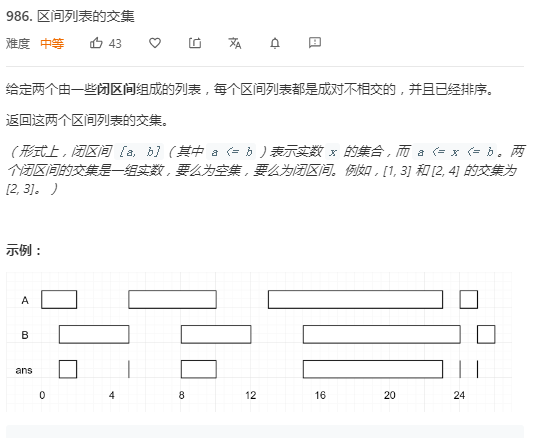 986. 区间列表的交集
难度 中等 43
给定两个由一些闭区间组成的列表，每个区间列表都是成对不相交的，并且已经排序。
返回这两个区间列表的交集。
（形式上，闭区间 [a, b]（其中 a <= b）表示实数 x 的集合，而 a <= x <= b。两
个闭区间的交集是一组实数，要么为空集，要么为闭区间。例如，[1, 3] 和 [2, 4] 的交集为
[2, 3]。）
示例：
A
B
ans
0 4 8 12 16 20 24